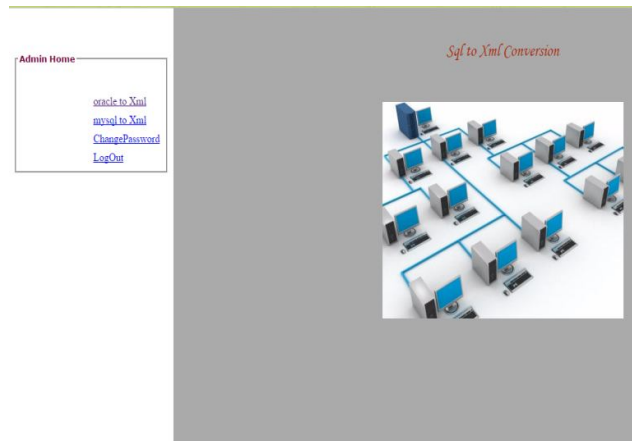 Sql to Xml Conversion
Admin Home
oracle to Xml
mysql to Xml
ChangePassword
LogOut